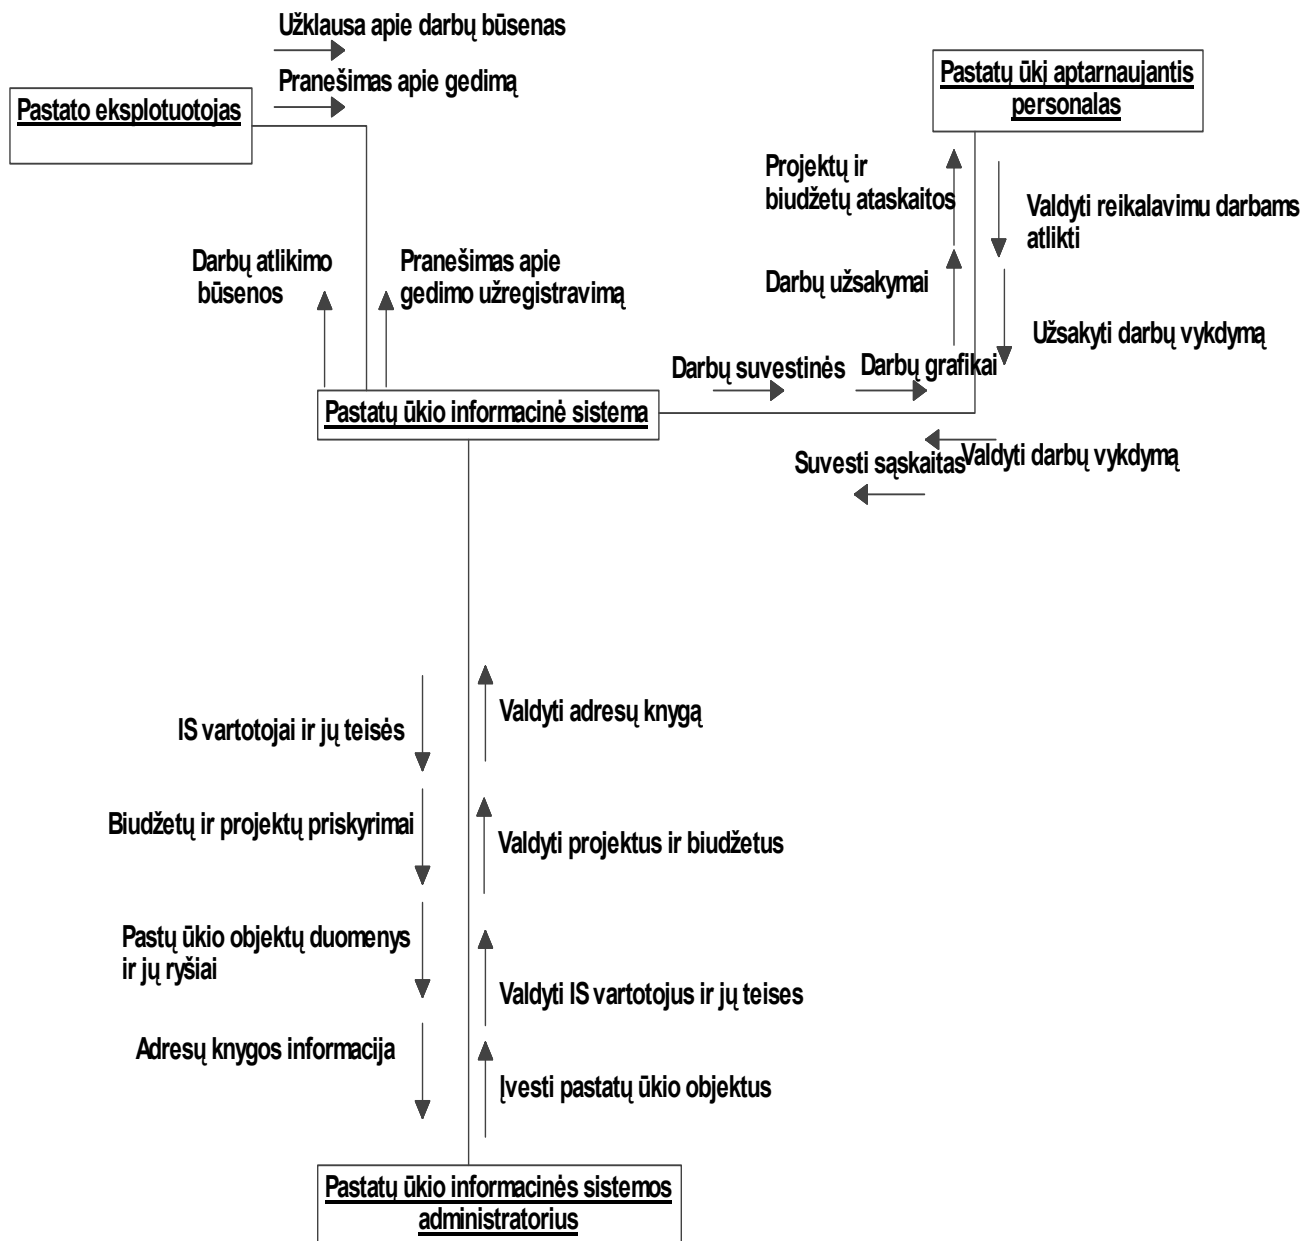 Užklausa apie darbų būsenas
Pranešimas apie gedimą
Pastato eksplotuotojas
Pastatų ūkį aptarnaujantis
personalas
Projektų ir
biudžetų ataskaitos
Valdyti reikalavimu darbams
atlikti
Darbų atlikimo
būsenos
Pranešimas apie
gedimo užregistravimą
Darbų užsakymai
Užsakyti darbų vykdymą
Darbų suvestinės
Darbų grafikai
Pastatų ūkio informacinė sistema
Suvesti sąskaitas
Valdyti darbų vykdymą
IS vartotojai ir jų teisės
Valdyti adresų knygą
Biudžetų ir projektų priskyrimai
Valdyti projektus ir biudžetus
Pastų ūkio objektų duomenys
ir jų ryšiai
Valdyti IS vartotojus ir jų teises
Adresų knygos informacija
Įvesti pastatų ūkio objektus
Pastatų ūkio informacinės sistemos
administratorius